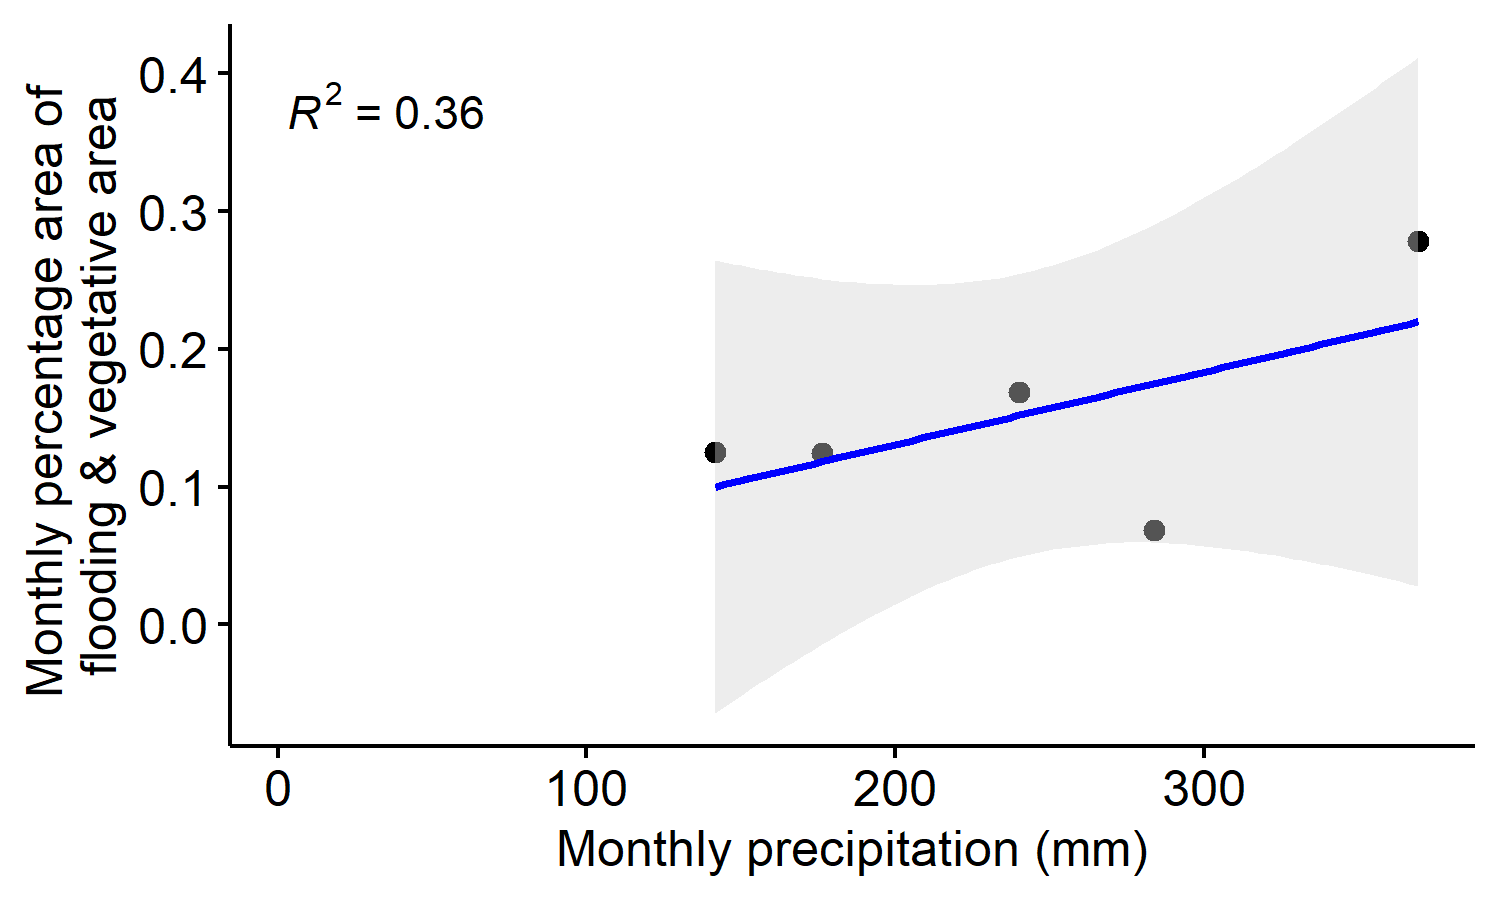 Monthly percentage area of
flooding & vegetative area
0.4
0.3
0.2
0.1
0.0
R² = 0.36
0 100 200 300
Monthly precipitation (mm)